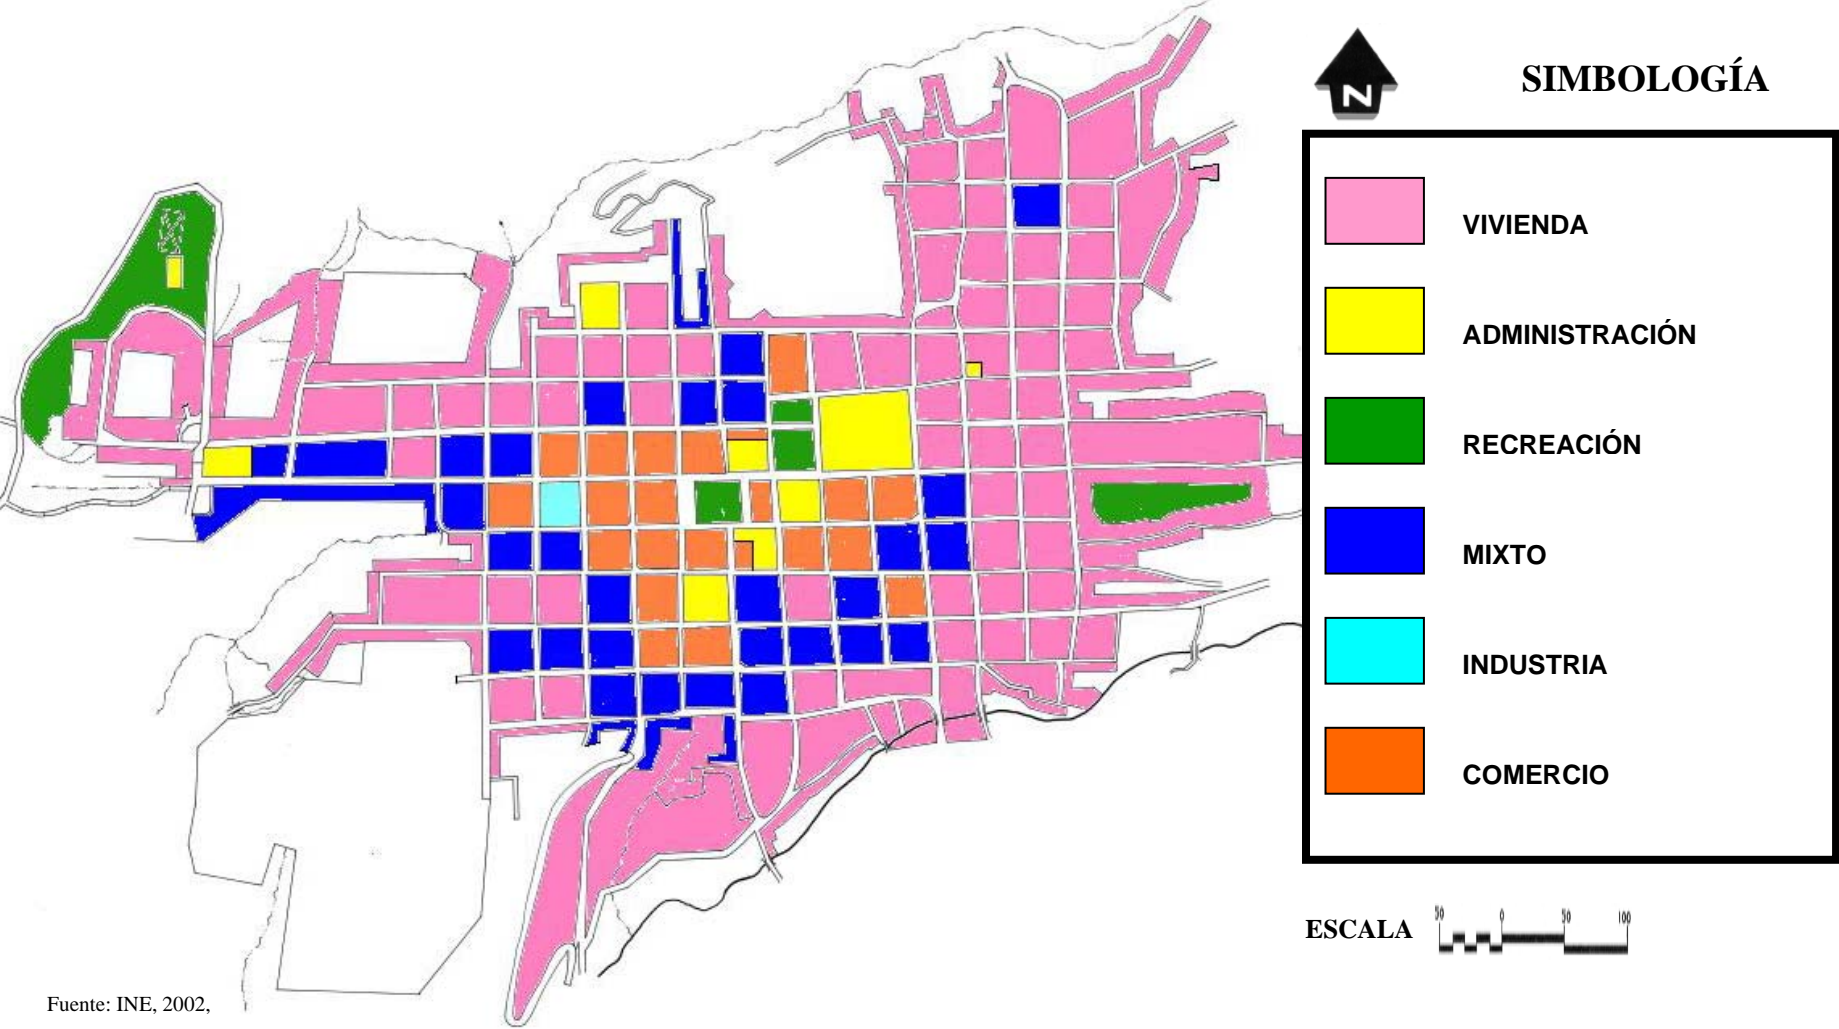 N
SIMBOLOGÍA
VIVIENDA
ADMINISTRACIÓN
RECREACIÓN
MIXTO
INDUSTRIA
COMERCIO
ESCALA
50 0 50 100
Fuente: INE, 2002,